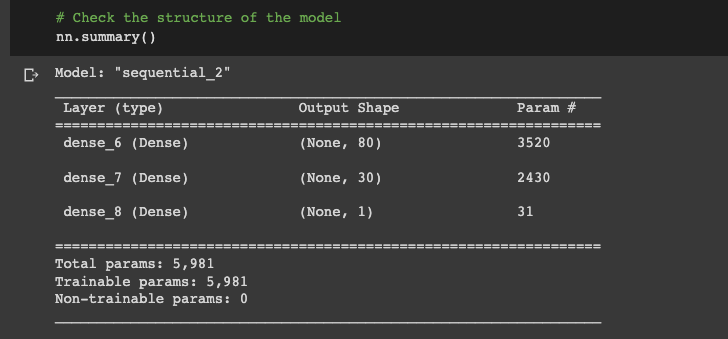 # Check the structure of the model
nn.summary()
Model: "sequential_2"
Layer (type) Output Shape Param #
=================================================================
dense_6 (Dense) (None, 80) 3520
dense_7 (Dense) (None, 30) 2430
dense_8 (Dense) (None, 1) 31
=================================================================
Total params: 5,981
Trainable params: 5,981
Non-trainable params: 0